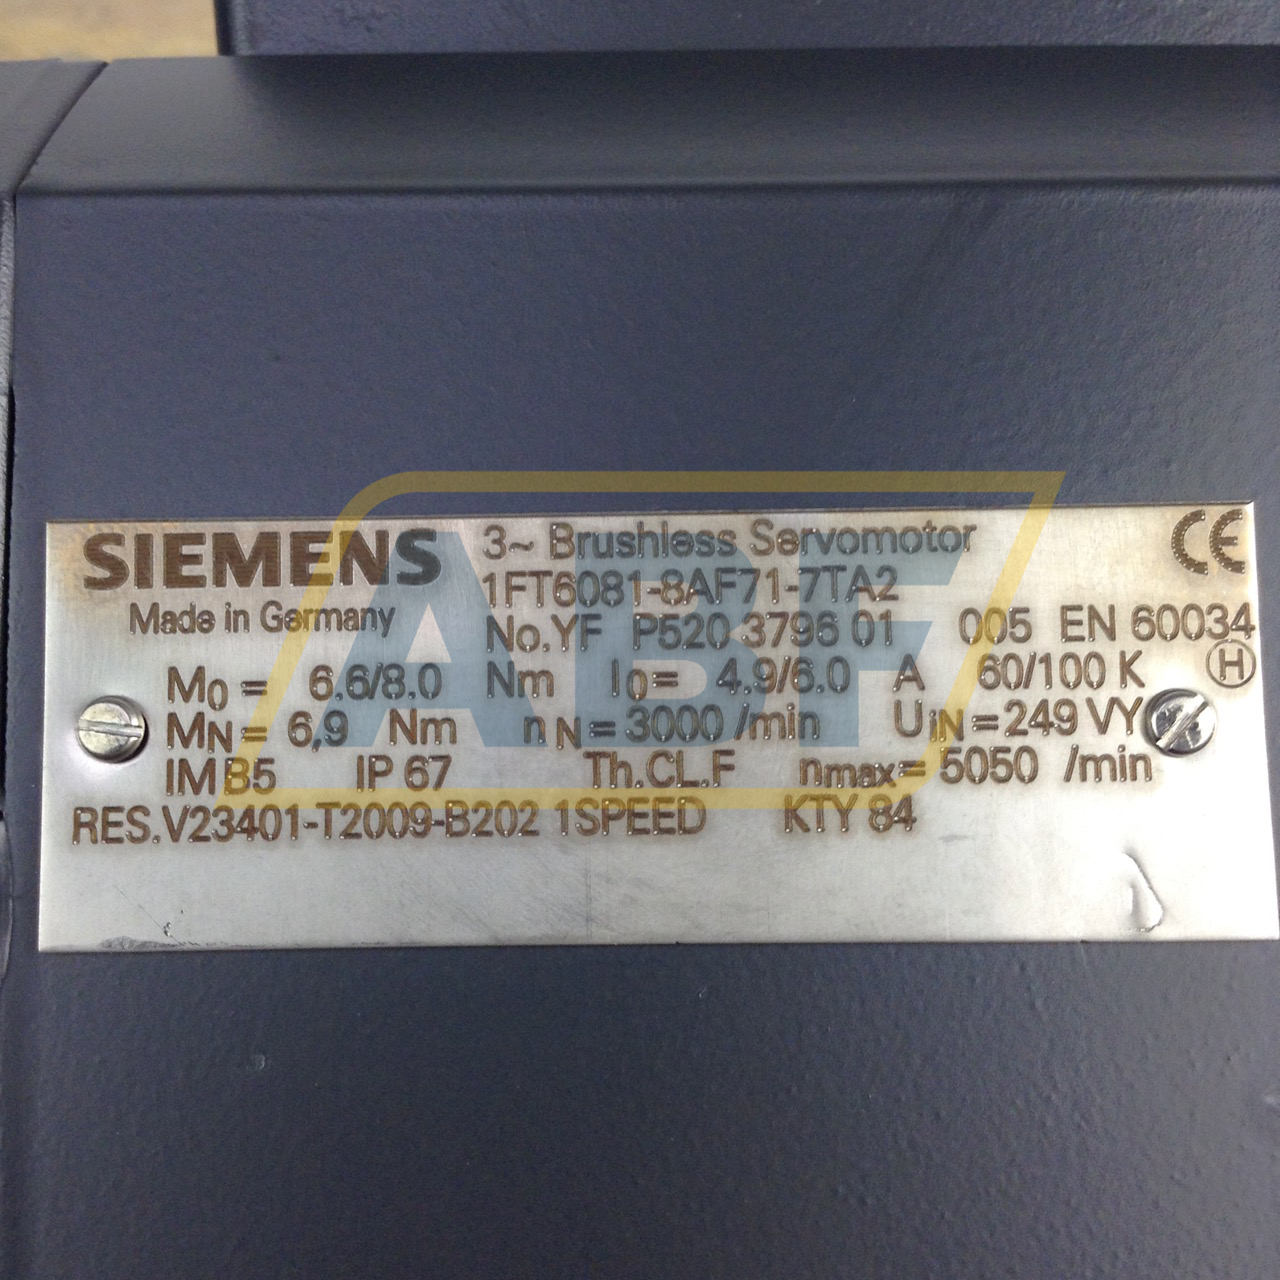 SIEMENS 3~ Brushless Servomotor CE
1FT6081-8AF71-7TA2
Made in Germany No.YF P520 3796 01 005 EN 60034
M0 = 6,6/8,0 Nm I0 = 4,9/6,0 A 60/100 K H
MN = 6,9 Nm nN = 3000 /min UiN = 249 VY
IM B5 IP 67 Th.CL.F nmax = 5050 /min
RES.V23401-T2009-B202 1SPEED KTY 84
ABF